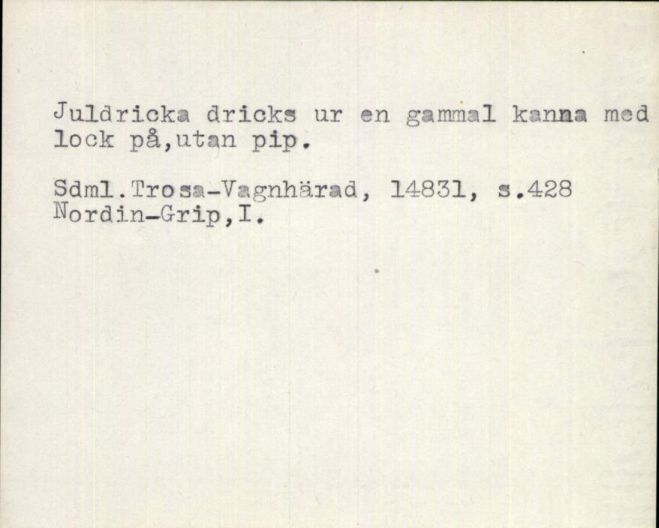 Juldricka dricks ur en gammal kanna med
lock på,utan pip.
Sdml.Trosa-Vagnhärad, 14831, s.428
Nordin-Grip,I.